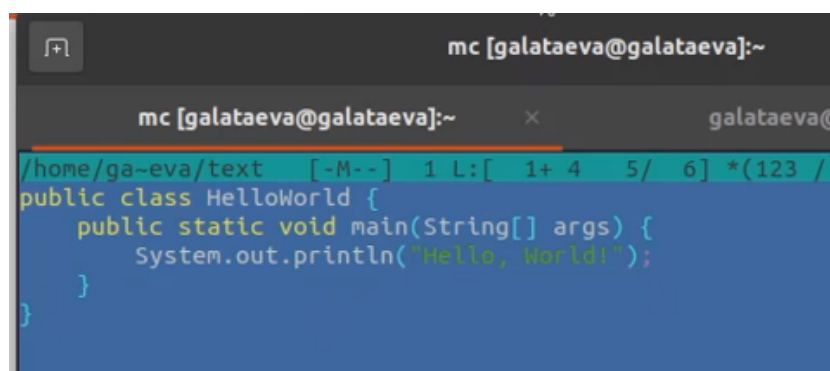 mc [galataeva@galataeva]:~
mc [galataeva@galataeva]:~ × galataeva@
/home/ga~eva/text [-M--] 1 L:[ 1+ 4 5/ 6] *(123 /
public class HelloWorld {
    public static void main(String[] args) {
        System.out.println("Hello, World!");
    }
}